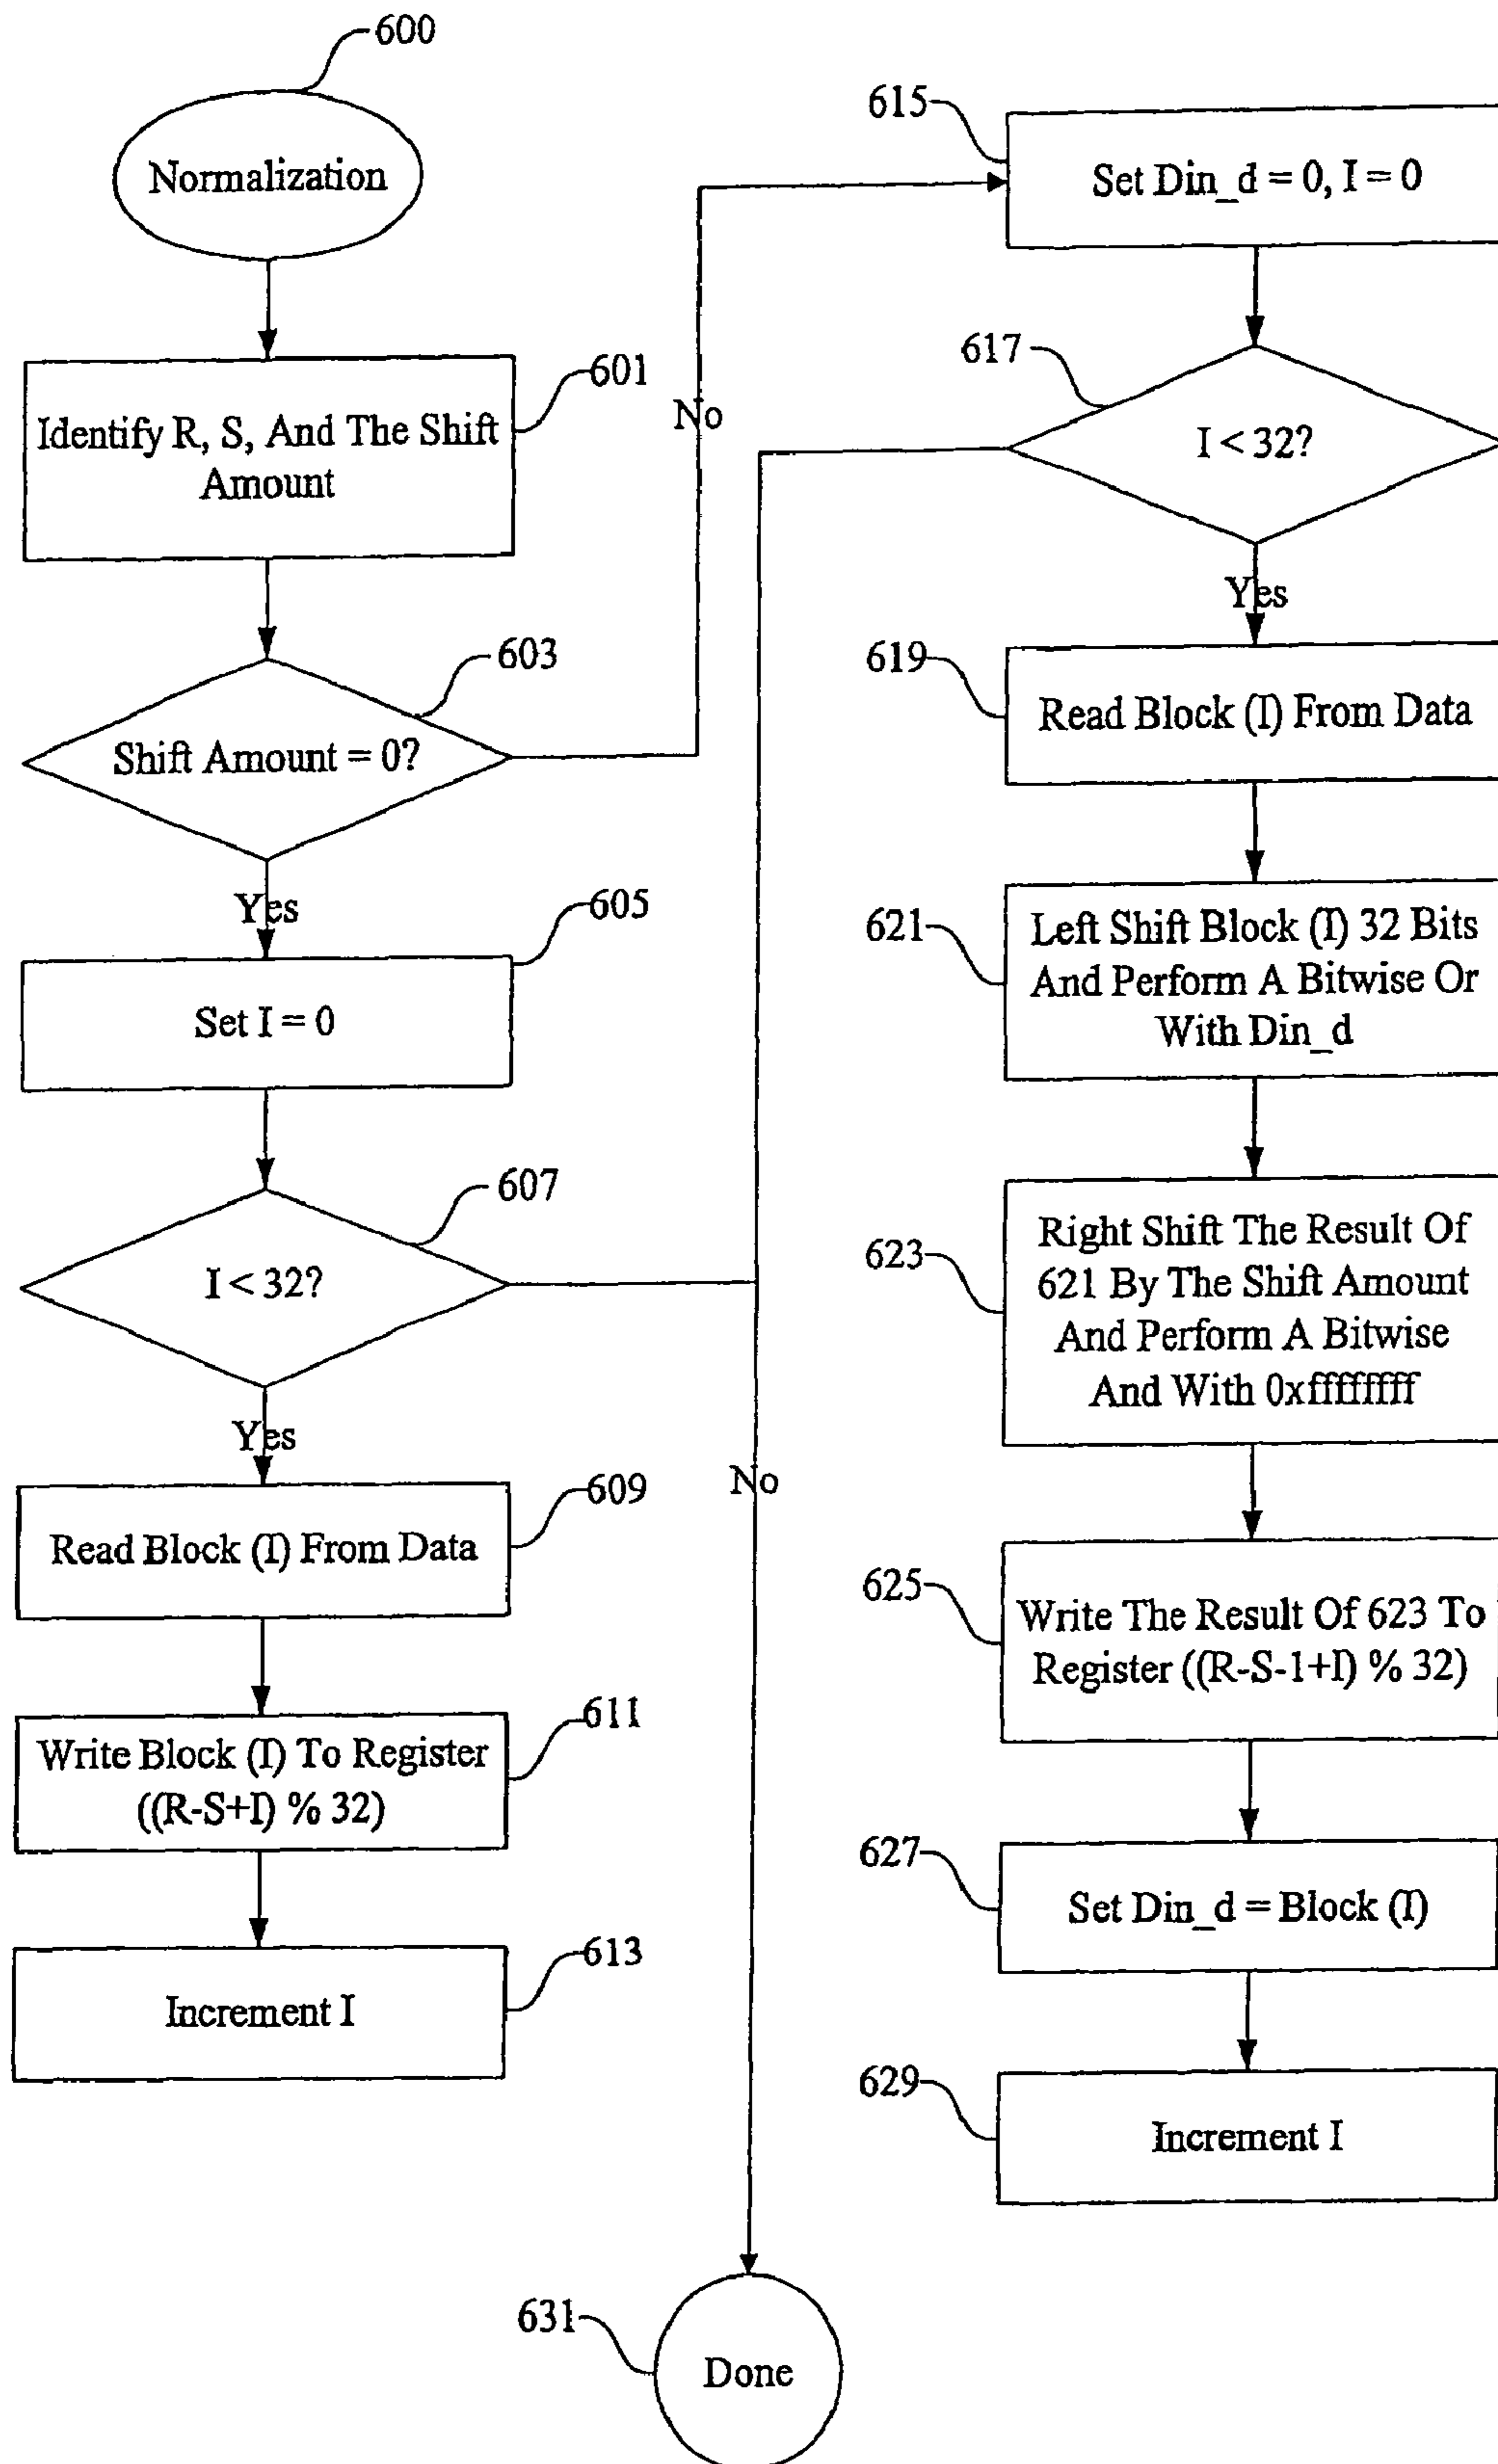 600
Normalization
601
Identify R, S, And The Shift
Amount
603
Shift Amount = 0?
No
Yes
605
Set I = 0
607
I < 32?
Yes
609
Read Block (I) From Data
611
Write Block (I) To Register
((R-S+I) % 32)
613
Increment I
615
Set Din_d = 0, I = 0
617
I < 32?
Yes
619
Read Block (I) From Data
621
Left Shift Block (I) 32 Bits
And Perform A Bitwise Or
With Din_d
623
Right Shift The Result Of
621 By The Shift Amount
And Perform A Bitwise
And With 0xffffffff
No
625
Write The Result Of 623 To
Register ((R-S-1+I) % 32)
627
Set Din_d = Block (I)
629
Increment I
631
Done